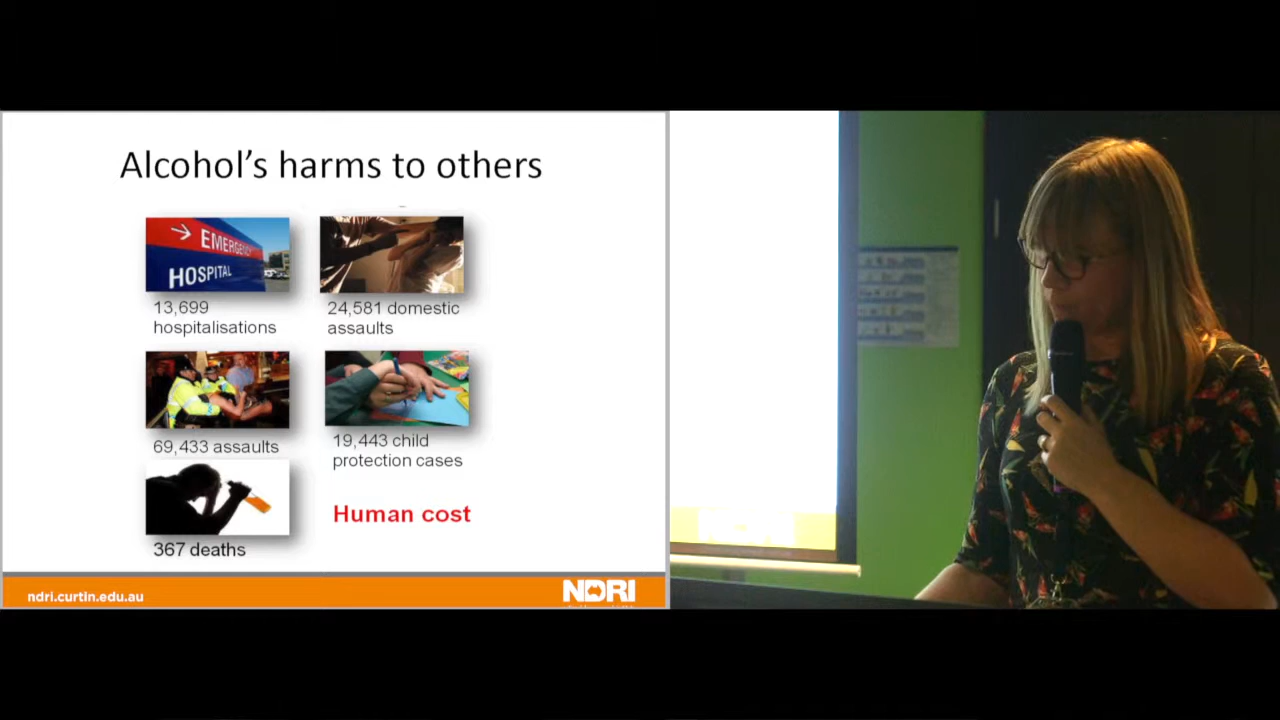 Alcohol's harms to others
EMERGENCY
HOSPITAL
13,699
hospitalisations
24,581 domestic
assaults
69,433 assaults
19,443 child
protection cases
367 deaths
Human cost
ndri.curtin.edu.au
NDRI